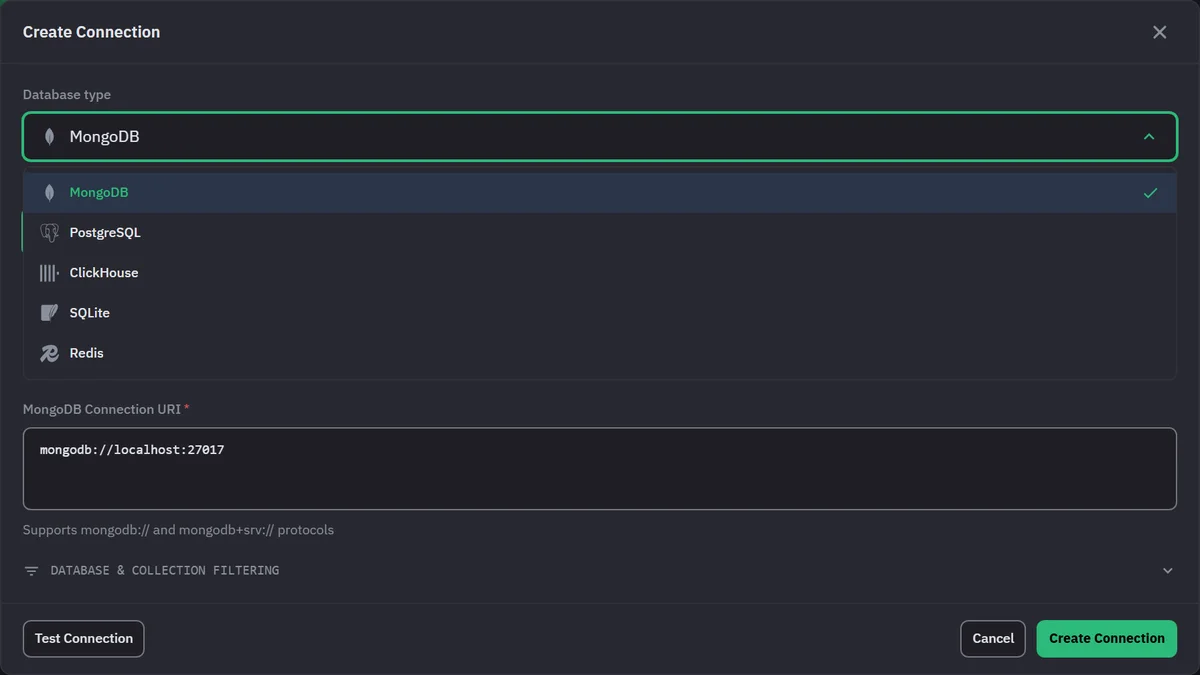 Create Connection
Database type
MongoDB
MongoDB
PostgreSQL
ClickHouse
SQLite
Redis
MongoDB Connection URI *
mongodb://localhost:27017
Supports mongodb:// and mongodb+srv:// protocols
DATABASE & COLLECTION FILTERING
Test Connection
Cancel
Create Connection